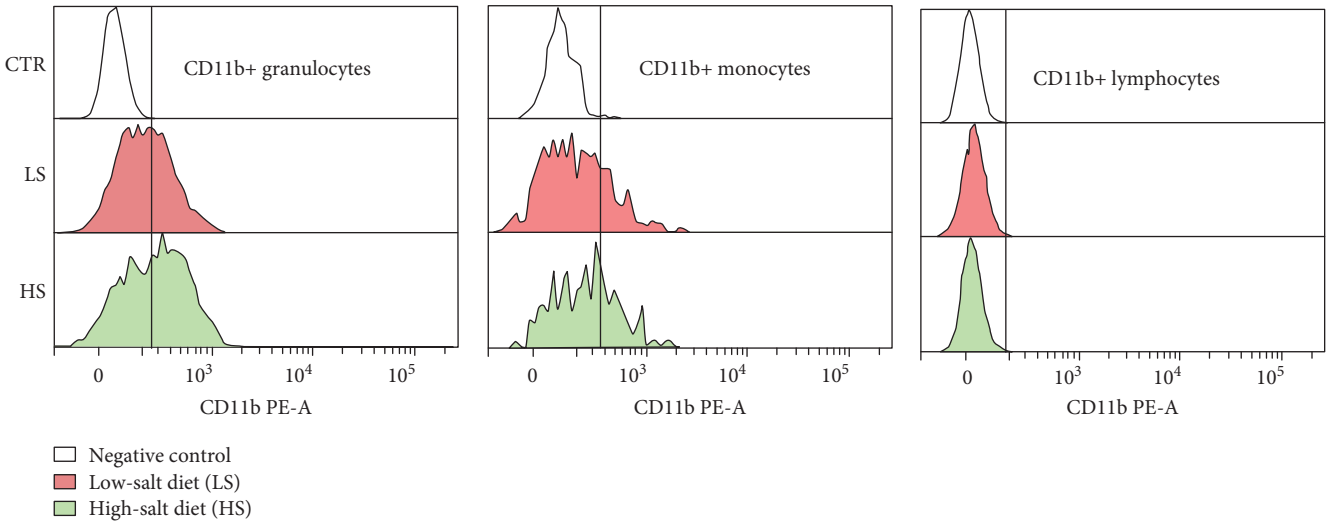 CTR
LS
HS
CD11b+ granulocytes
CD11b+ monocytes
CD11b+ lymphocytes
0 10³ 10⁴ 10⁵
CD11b PE-A
0 10³ 10⁴ 10⁵
CD11b PE-A
0 10³ 10⁴ 10⁵
CD11b PE-A
Negative control
Low-salt diet (LS)
High-salt diet (HS)